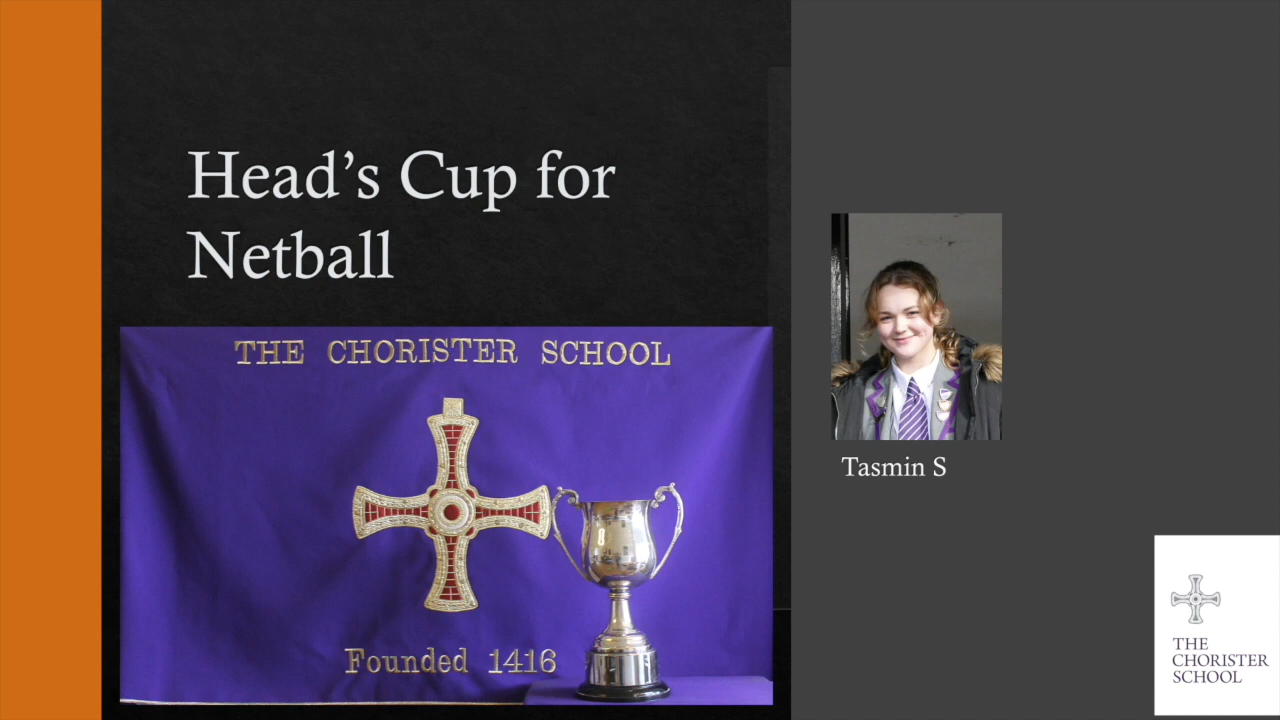 Head’s Cup for
Netball
THE CHORISTER SCHOOL
Founded 1416
Tasmin S
THE
CHORISTER
SCHOOL